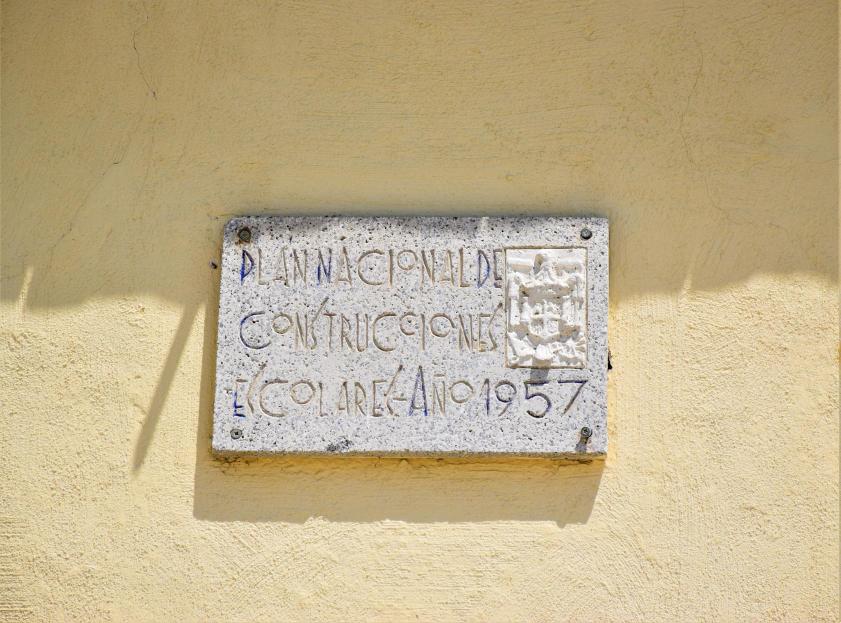 PLAN NACIONAL DE
CONSTRUCCIONES
ESCOLARES-AÑO 1957